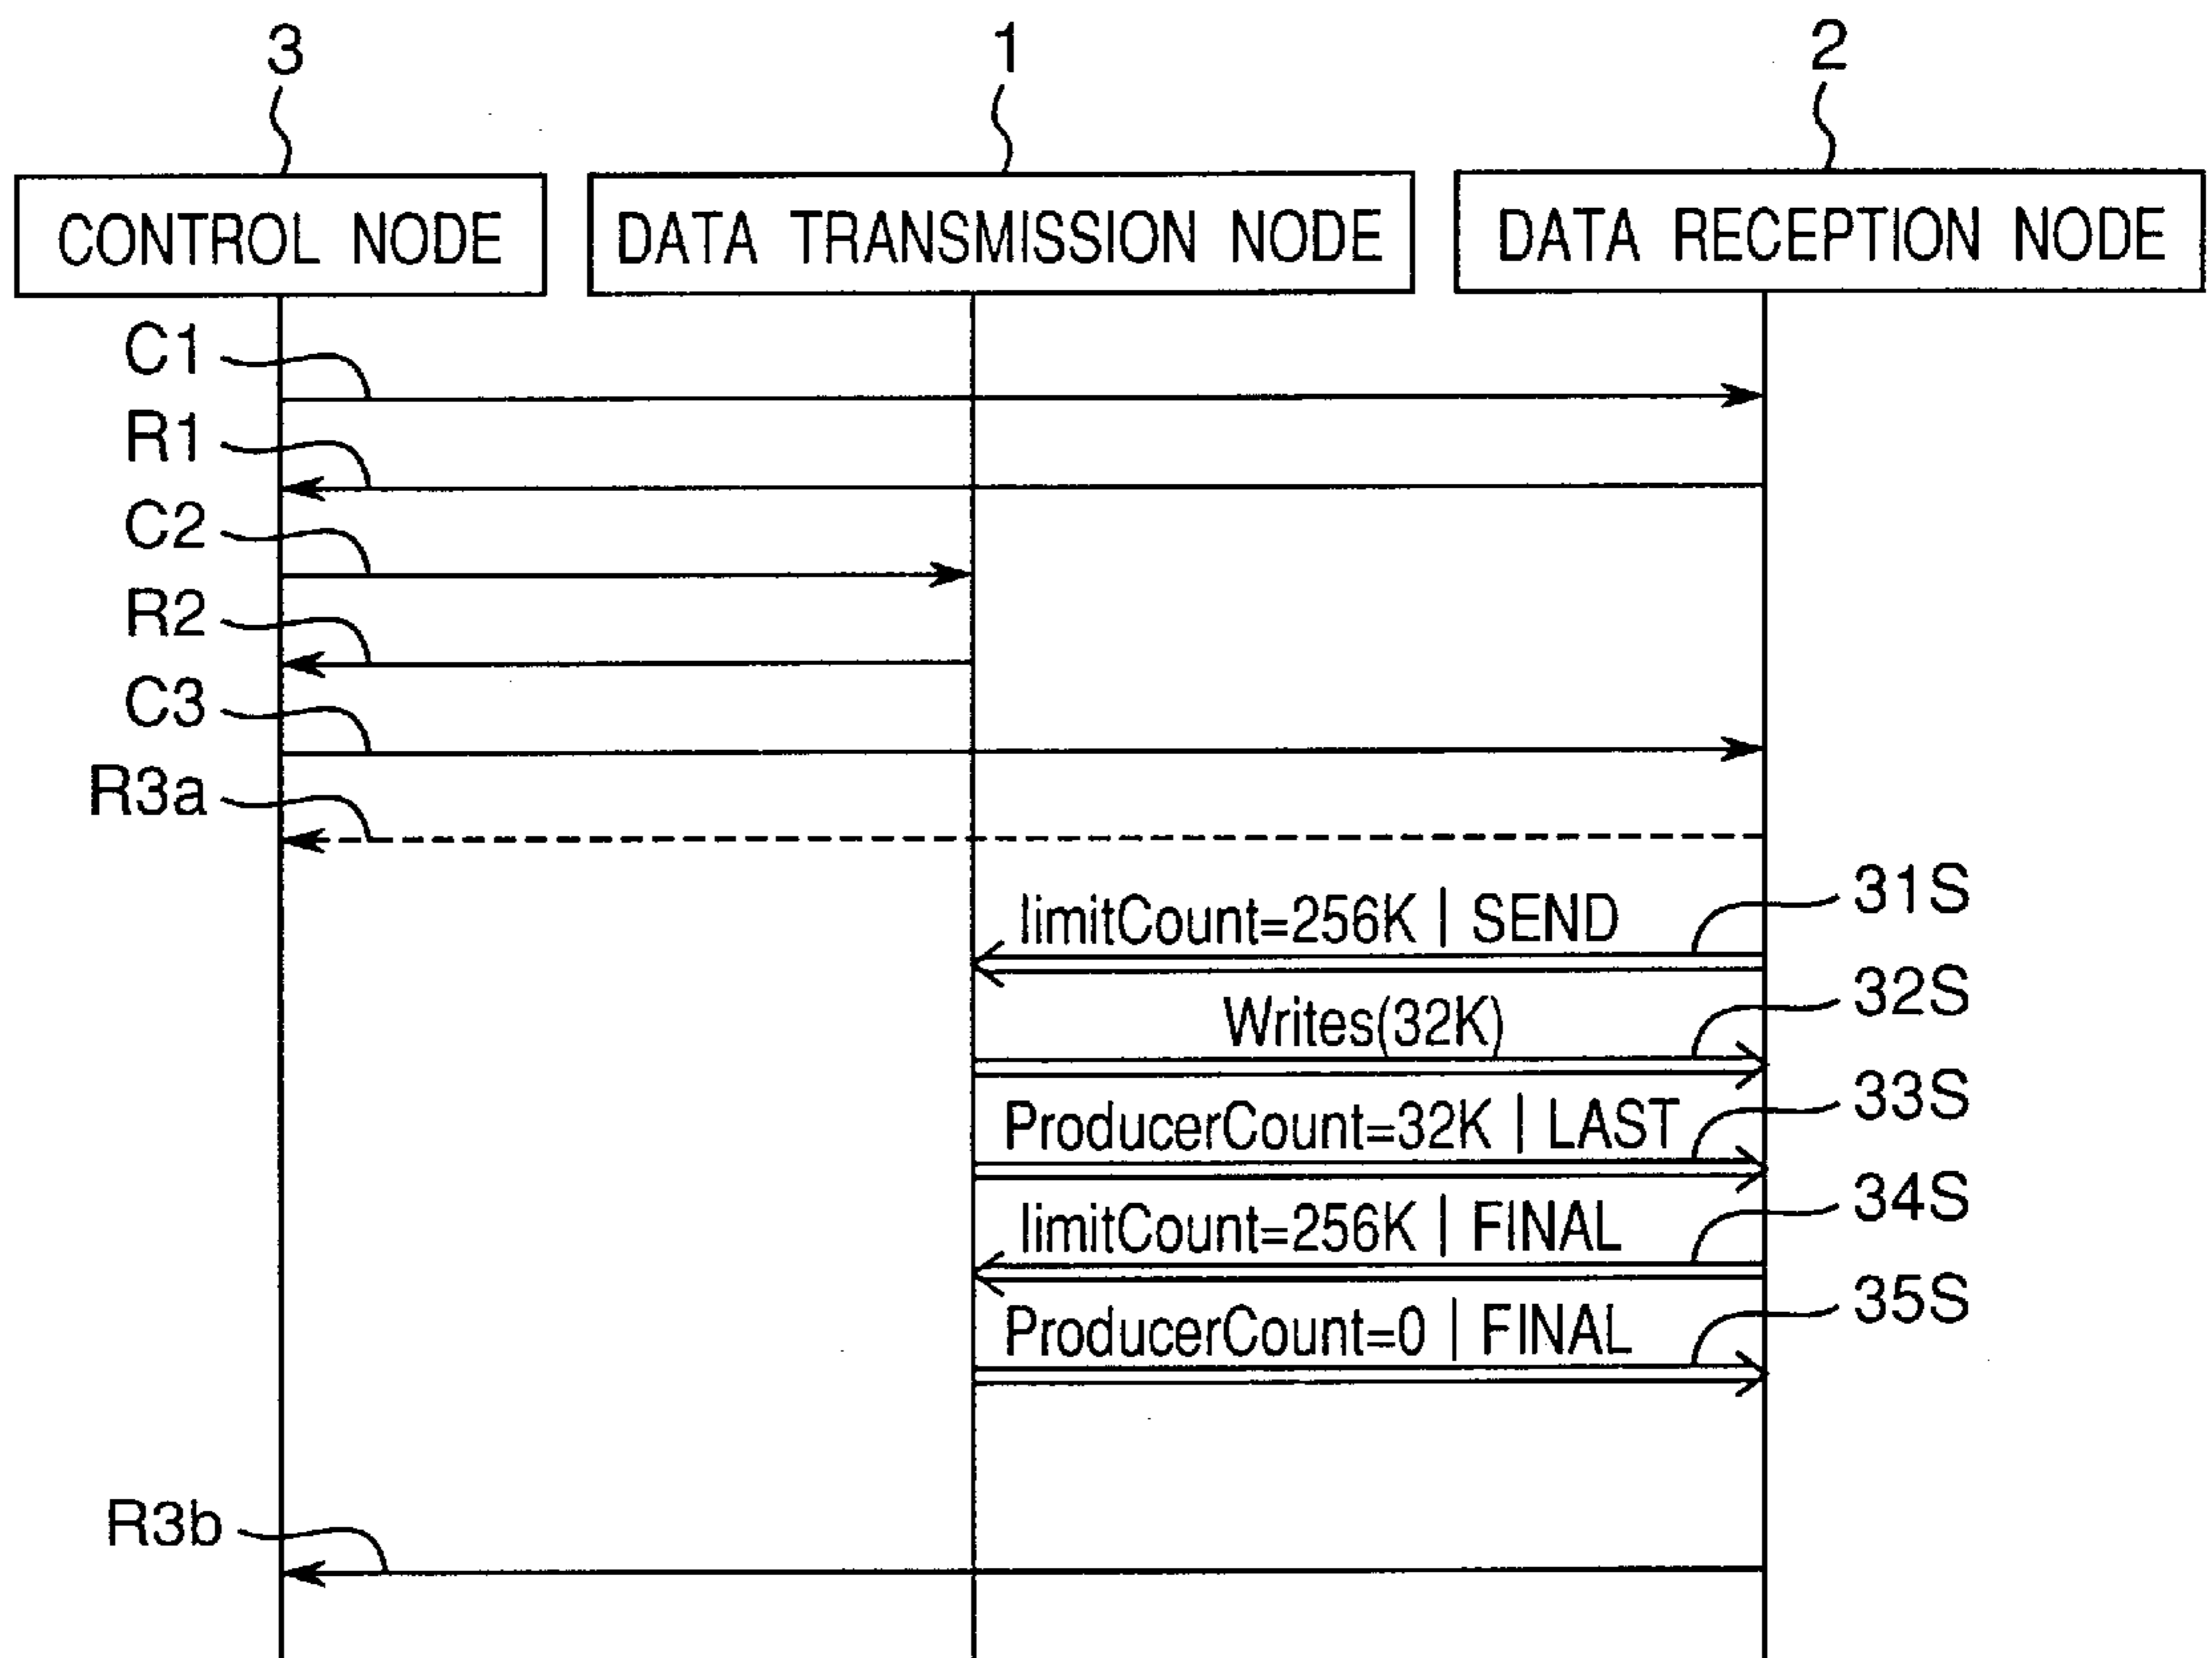 3
1
2
CONTROL NODE
DATA TRANSMISSION NODE
DATA RECEPTION NODE
C1
R1
C2
R2
C3
R3a
limitCount=256K | SEND
31S
Writes(32K)
32S
ProducerCount=32K | LAST
33S
limitCount=256K | FINAL
34S
ProducerCount=0 | FINAL
35S
R3b